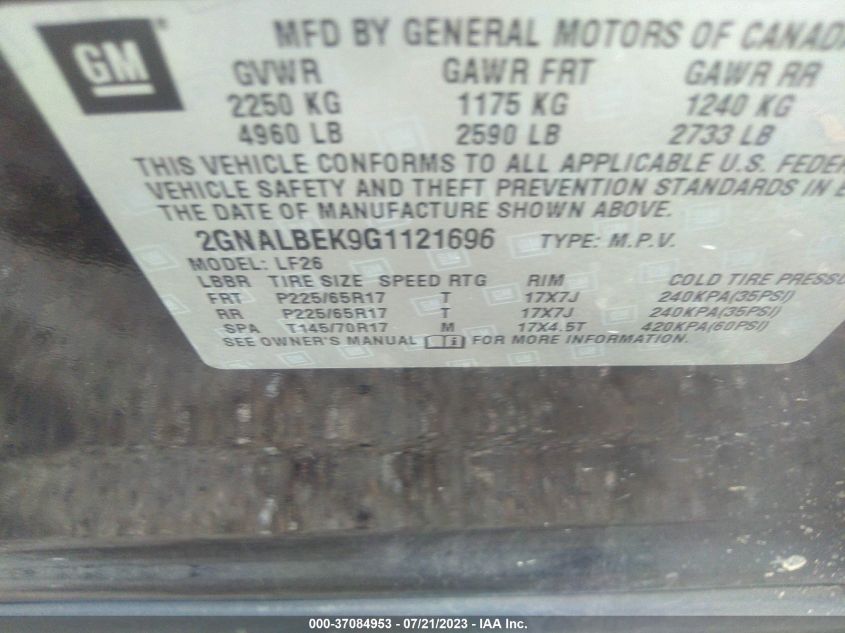 GM
MFD BY GENERAL MOTORS OF CANAD
GVWR GAWR FRT GAWR RR
2250 KG 1175 KG 1240 KG
4960 LB 2590 LB 2733 LB
THIS VEHICLE CONFORMS TO ALL APPLICABLE U.S. FEDER
VEHICLE SAFETY AND THEFT PREVENTION STANDARDS IN E
THE DATE OF MANUFACTURE SHOWN ABOVE.
2GNALBEK9G1121696 TYPE: M.P.V.
MODEL: LF26
LBBR TIRE SIZE SPEED RTG RIM COLD TIRE PRESSU
FRT P225/65R17 T 17X7J 240KPA(35PSI)
RR P225/65R17 T 17X7J 240KPA(35PSI)
SPA T145/70R17 M 17X4.5T 420KPA(60PSI)
SEE OWNER'S MANUAL i FOR MORE INFORMATION.
000-37084953 - 07/21/2023 - IAA Inc.